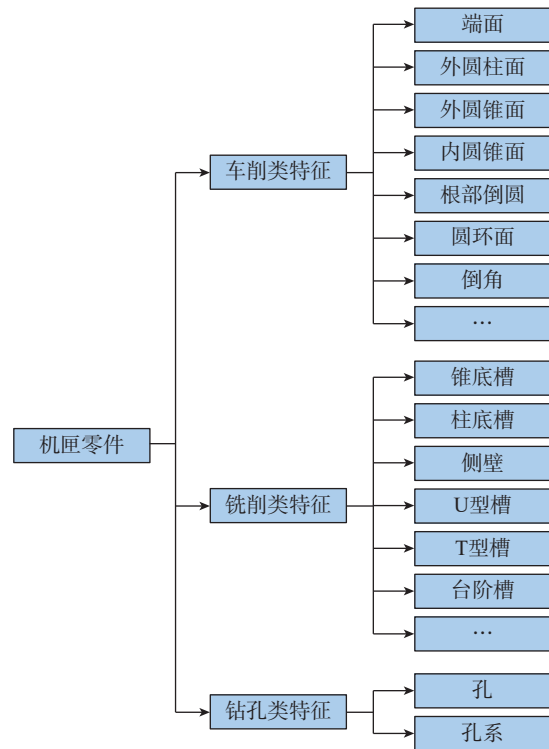 机匣零件
车削类特征
端面
外圆柱面
外圆锥面
内圆锥面
根部倒圆
圆环面
倒角
…
铣削类特征
锥底槽
柱底槽
侧壁
U型槽
T型槽
台阶槽
…
钻孔类特征
孔
孔系